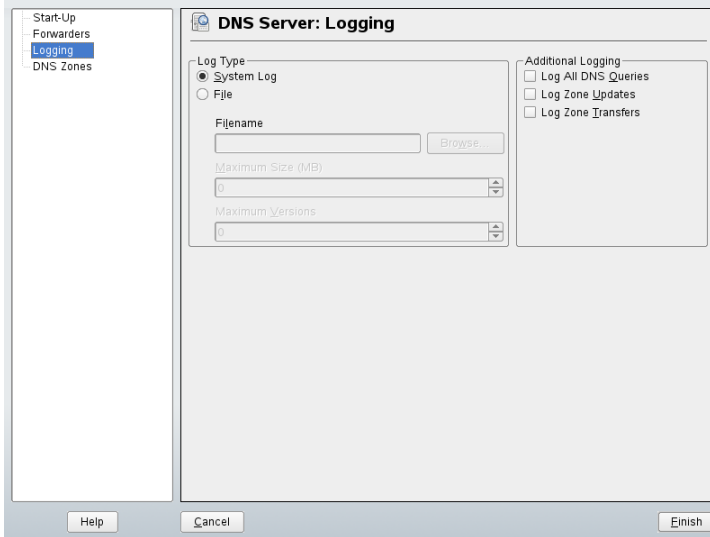 Start-Up
Forwarders
Logging
DNS Zones
DNS Server: Logging
Log Type
System Log
File
Filename
Browse...
Maximum Size (MB)
0
Maximum Versions
0
Additional Logging
Log All DNS Queries
Log Zone Updates
Log Zone Transfers
Help
Cancel
Finish